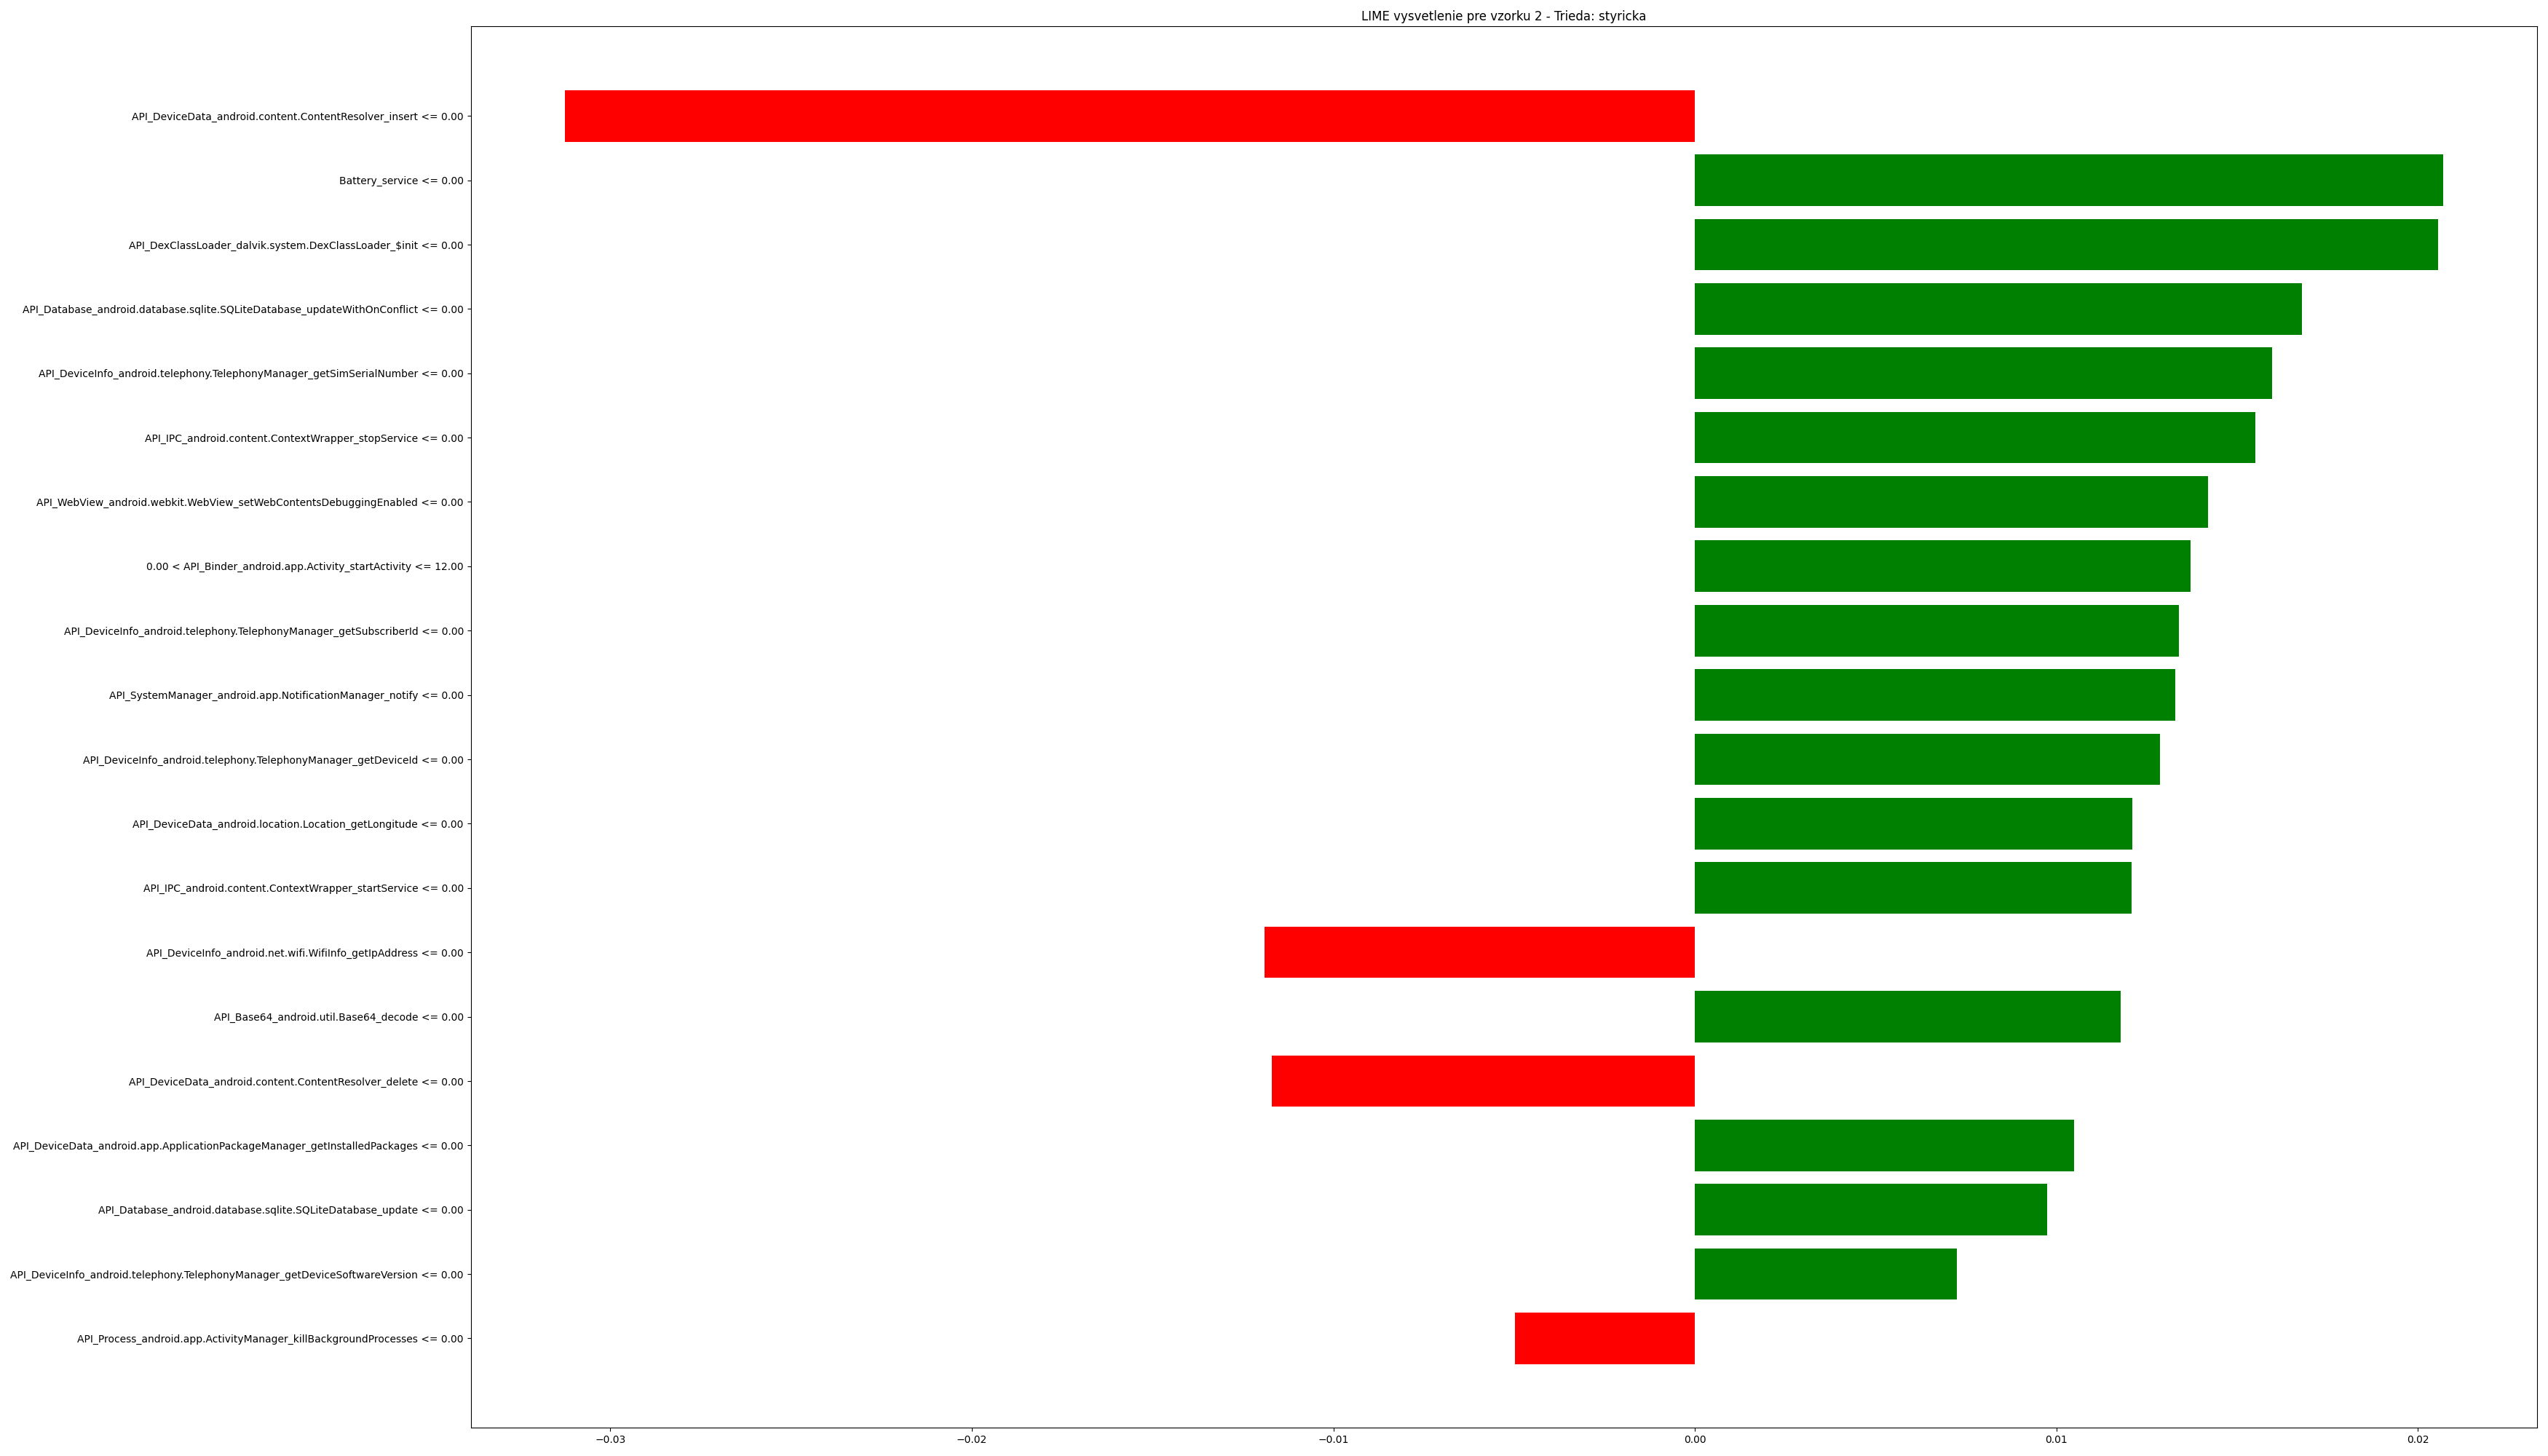 LIME vysvetlenie pre vzorku 2 - Trieda: styricka
API_DeviceData_android.content.ContentResolver_insert <= 0.00
Battery_service <= 0.00
API_DexClassLoader_dalvik.system.DexClassLoader_$init <= 0.00
API_Database_android.database.sqlite.SQLiteDatabase_updateWithOnConflict <= 0.00
API_DeviceInfo_android.telephony.TelephonyManager_getSimSerialNumber <= 0.00
API_IPC_android.content.ContextWrapper_stopService <= 0.00
API_WebView_android.webkit.WebView_setWebContentsDebuggingEnabled <= 0.00
0.00 < API_Binder_android.app.Activity_startActivity <= 12.00
API_DeviceInfo_android.telephony.TelephonyManager_getSubscriberId <= 0.00
API_SystemManager_android.app.NotificationManager_notify <= 0.00
API_DeviceInfo_android.telephony.TelephonyManager_getDeviceId <= 0.00
API_DeviceData_android.location.Location_getLongitude <= 0.00
API_IPC_android.content.ContextWrapper_startService <= 0.00
API_DeviceInfo_android.net.wifi.WifiInfo_getIpAddress <= 0.00
API_Base64_android.util.Base64_decode <= 0.00
API_DeviceData_android.content.ContentResolver_delete <= 0.00
API_DeviceData_android.app.ApplicationPackageManager_getInstalledPackages <= 0.00
API_Database_android.database.sqlite.SQLiteDatabase_update <= 0.00
API_DeviceInfo_android.telephony.TelephonyManager_getDeviceSoftwareVersion <= 0.00
API_Process_android.app.ActivityManager_killBackgroundProcesses <= 0.00
−0.03 −0.02 −0.01 0.00 0.01 0.02